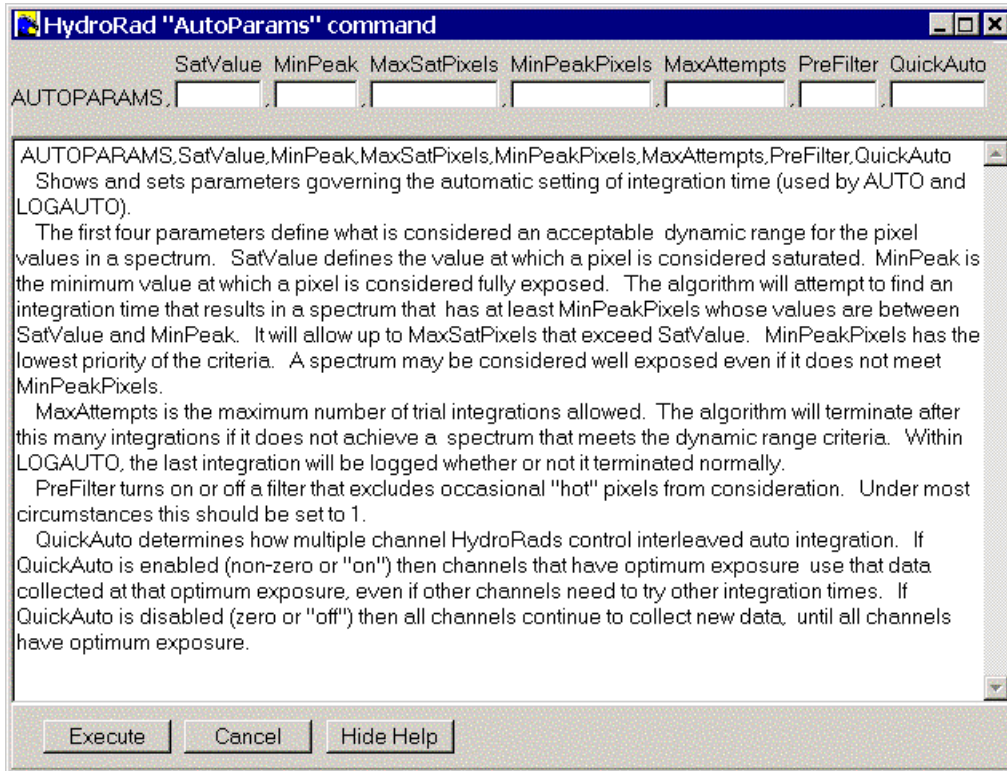 HydroRad "AutoParams" command
SatValue MinPeak MaxSatPixels MinPeakPixels MaxAttempts PreFilter QuickAuto
AUTOPARAMS, , , , , , ,
AUTOPARAMS,SatValue,MinPeak,MaxSatPixels,MinPeakPixels,MaxAttempts,PreFilter,QuickAuto
Shows and sets parameters governing the automatic setting of integration time (used by AUTO and
LOGAUTO).
The first four parameters define what is considered an acceptable dynamic range for the pixel
values in a spectrum. SatValue defines the value at which a pixel is considered saturated. MinPeak is
the minimum value at which a pixel is considered fully exposed. The algorithm will attempt to find an
integration time that results in a spectrum that has at least MinPeakPixels whose values are between
SatValue and MinPeak. It will allow up to MaxSatPixels that exceed SatValue. MinPeakPixels has the
lowest priority of the criteria. A spectrum may be considered well exposed even if it does not meet
MinPeakPixels.
MaxAttempts is the maximum number of trial integrations allowed. The algorithm will terminate after
this many integrations if it does not achieve a spectrum that meets the dynamic range criteria. Within
LOGAUTO, the last integration will be logged whether or not it terminated normally.
PreFilter turns on or off a filter that excludes occasional "hot" pixels from consideration. Under most
circumstances this should be set to 1.
QuickAuto determines how multiple channel HydroRads control interleaved auto integration. If
QuickAuto is enabled (non-zero or "on") then channels that have optimum exposure use that data
collected at that optimum exposure, even if other channels need to try other integration times. If
QuickAuto is disabled (zero or "off") then all channels continue to collect new data, until all channels
have optimum exposure.
Execute Cancel Hide Help